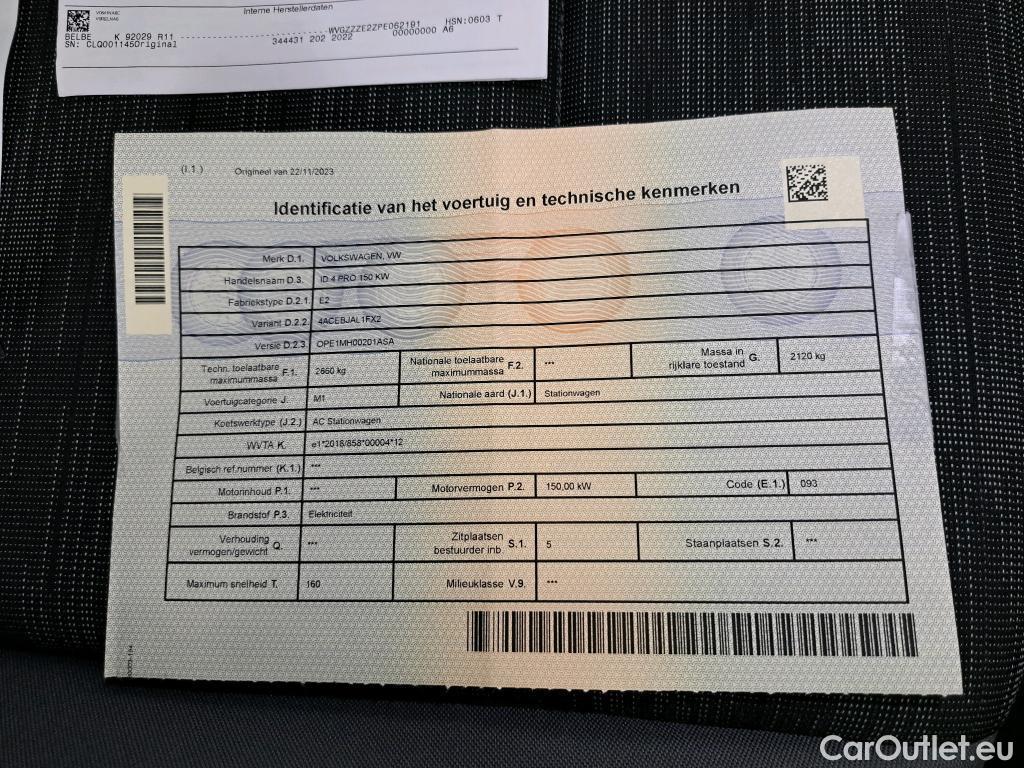 Interne Herstellerdaten
BELBE K 92029 R11 WVGZZZE2ZPE062191 HSN:0603 T
SN: CLQ001145Original 344431 202 2022 00000000 A6
(I.1) Origineel van 22/11/2023
Identificatie van het voertuig en technische kenmerken
Merk D.1. VOLKSWAGEN, VW
Handelsnaam D.3. ID 4 PRO 150 KW
Fabriekstype D.2.1. E2
Variant D.2.2. 4ACEBJAL1FX2
Versie D.2.3. OPE1MH00201ASA
Techn. toelaatbare maximummassa F.1. 2660 kg Nationale toelaatbare maximummassa F.2. *** Massa in rijklare toestand G. 2120 kg
Voertuigcategorie J. M1 Nationale aard (J.1.) Stationwagen
Koetswerktype (J.2.) AC Stationwagen
WVTA K. e1*2018/858*00004*12
Belgisch ref.nummer (K.1.) ***
Motorinhoud P.1. *** Motorvermogen P.2. 150,00 kW Code (E.1.) 093
Brandstof P.3. Elektriciteit
Verhouding vermogen/gewicht Q. *** Zitplaatsen bestuurder inb. S.1. 5 Staanplaatsen S.2. ***
Maximum snelheid T. 160 Milieuklasse V.9. ***
CarOutlet.eu